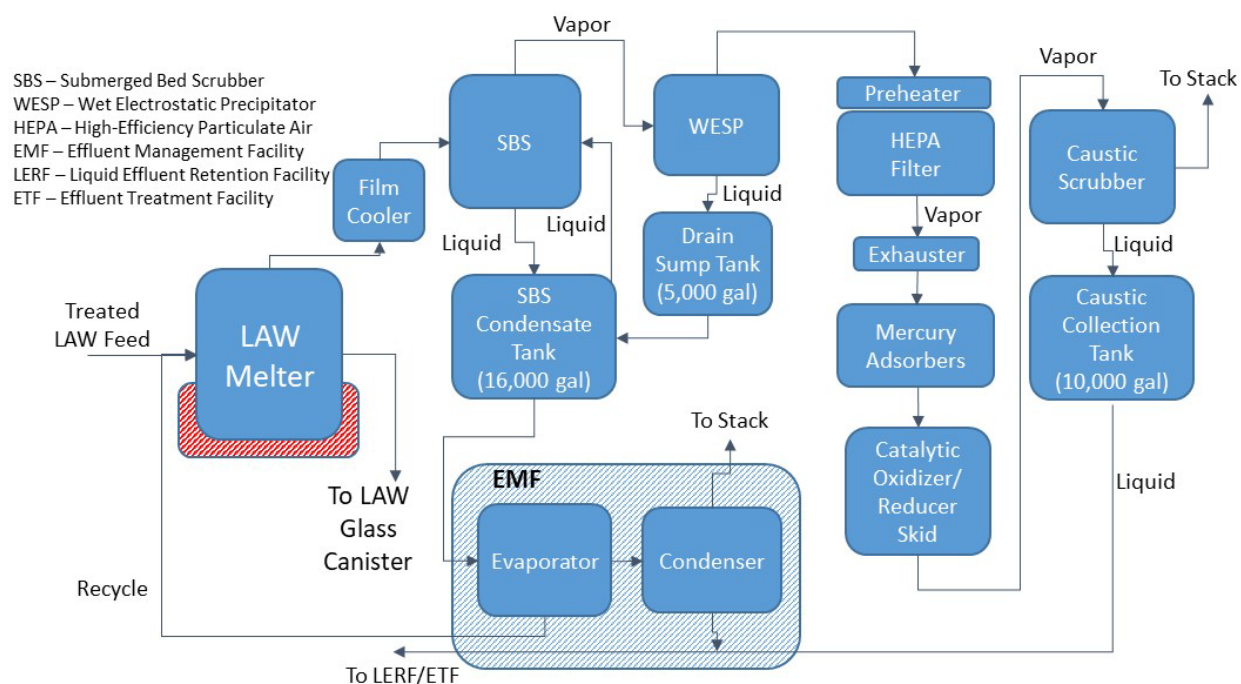 SBS – Submerged Bed Scrubber
WESP – Wet Electrostatic Precipitator
HEPA – High-Efficiency Particulate Air
EMF – Effluent Management Facility
LERF – Liquid Effluent Retention Facility
ETF – Effluent Treatment Facility
Treated
LAW Feed
LAW
Melter
Film
Cooler
SBS
Vapor
WESP
Liquid
Liquid
Liquid
Drain
Sump Tank
(5,000 gal)
SBS
Condensate
Tank
(16,000 gal)
Preheater
HEPA
Filter
Vapor
Exhauster
Mercury
Adsorbers
Catalytic
Oxidizer/
Reducer
Skid
Vapor
To Stack
Caustic
Scrubber
Liquid
Caustic
Collection
Tank
(10,000 gal)
Liquid
To LAW
Glass
Canister
Recycle
EMF
To Stack
Evaporator
Condenser
To LERF/ETF